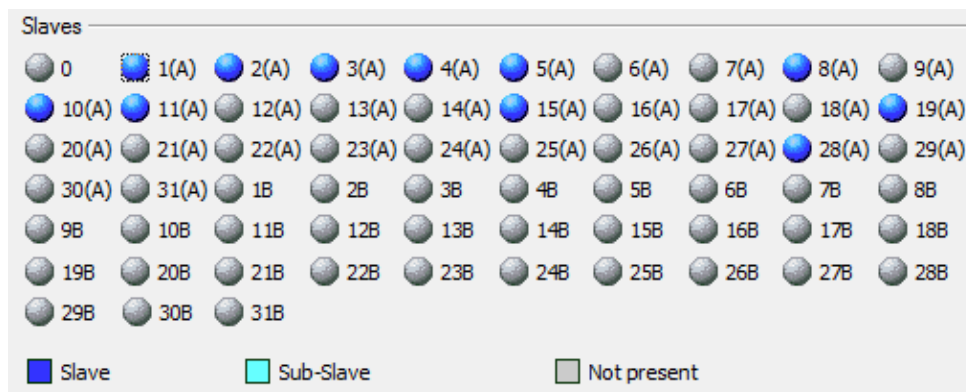 Slaves
0 1(A) 2(A) 3(A) 4(A) 5(A) 6(A) 7(A) 8(A) 9(A)
10(A) 11(A) 12(A) 13(A) 14(A) 15(A) 16(A) 17(A) 18(A) 19(A)
20(A) 21(A) 22(A) 23(A) 24(A) 25(A) 26(A) 27(A) 28(A) 29(A)
30(A) 31(A) 1B 2B 3B 4B 5B 6B 7B 8B
9B 10B 11B 12B 13B 14B 15B 16B 17B 18B
19B 20B 21B 22B 23B 24B 25B 26B 27B 28B
29B 30B 31B
Slave Sub-Slave Not present